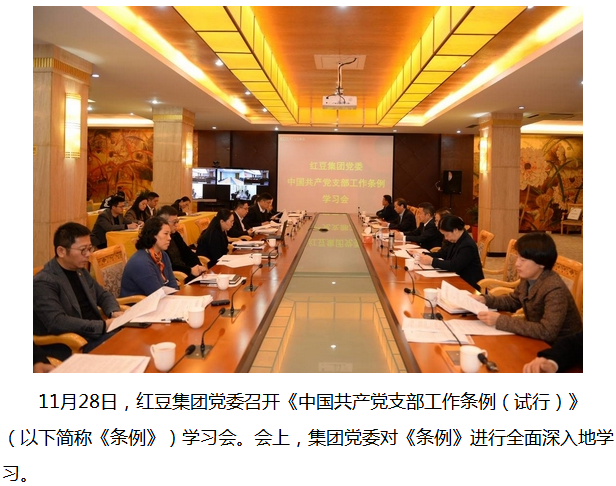 红豆集团党委
中国共产党支部工作条例
学习会
11月28日，红豆集团党委召开《中国共产党支部工作条例（试行）》
（以下简称《条例》）学习会。会上，集团党委对《条例》进行全面深入地学
习。